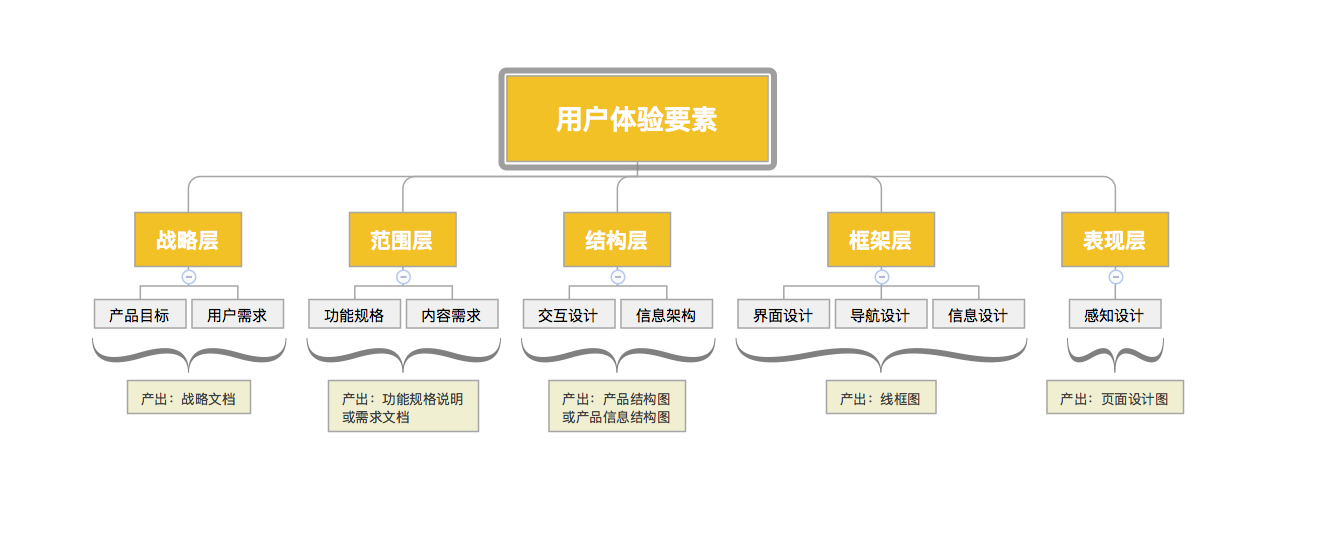 用户体验要素
战略层
范围层
结构层
框架层
表现层
产品目标
用户需求
功能规格
内容需求
交互设计
信息架构
界面设计
导航设计
信息设计
感知设计
产出：战略文档
产出：功能规格说明
或需求文档
产出：产品结构图
或产品信息结构图
产出：线框图
产出：页面设计图